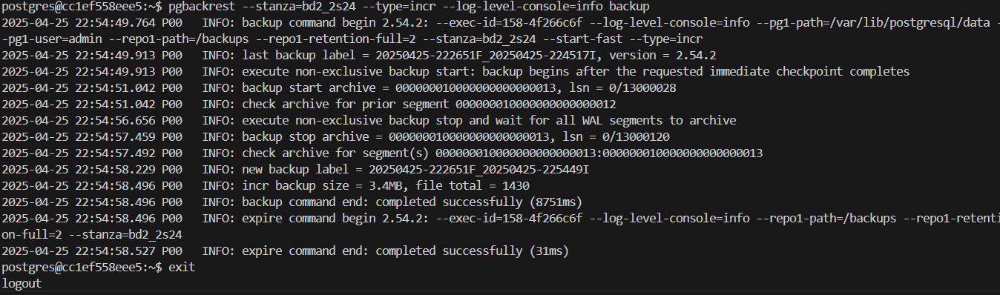 postgres@cc1ef558eee5:~$ pgbackrest --stanza=bd2_2s24 --type=incr --log-level-console=info backup
2025-04-25 22:54:49.764 P00   INFO: backup command begin 2.54.2: --exec-id=158-4f266c6f --log-level-console=info --pg1-path=/var/lib/postgresql/data -
-pg1-user=admin --repo1-path=/backups --repo1-retention-full=2 --stanza=bd2_2s24 --start-fast --type=incr
2025-04-25 22:54:49.913 P00   INFO: last backup label = 20250425-222651F_20250425-224517I, version = 2.54.2
2025-04-25 22:54:49.913 P00   INFO: execute non-exclusive backup start: backup begins after the requested immediate checkpoint completes
2025-04-25 22:54:51.042 P00   INFO: backup start archive = 000000010000000000000013, lsn = 0/13000028
2025-04-25 22:54:51.042 P00   INFO: check archive for prior segment 000000010000000000000012
2025-04-25 22:54:56.656 P00   INFO: execute non-exclusive backup stop and wait for all WAL segments to archive
2025-04-25 22:54:57.459 P00   INFO: backup stop archive = 000000010000000000000013, lsn = 0/13000120
2025-04-25 22:54:57.492 P00   INFO: check archive for segment(s) 000000010000000000000013:000000010000000000000013
2025-04-25 22:54:58.229 P00   INFO: new backup label = 20250425-222651F_20250425-225449I
2025-04-25 22:54:58.496 P00   INFO: incr backup size = 3.4MB, file total = 1430
2025-04-25 22:54:58.496 P00   INFO: backup command end: completed successfully (8751ms)
2025-04-25 22:54:58.496 P00   INFO: expire command begin 2.54.2: --exec-id=158-4f266c6f --log-level-console=info --repo1-path=/backups --repo1-retenti
on-full=2 --stanza=bd2_2s24
2025-04-25 22:54:58.527 P00   INFO: expire command end: completed successfully (31ms)
postgres@cc1ef558eee5:~$ exit
logout